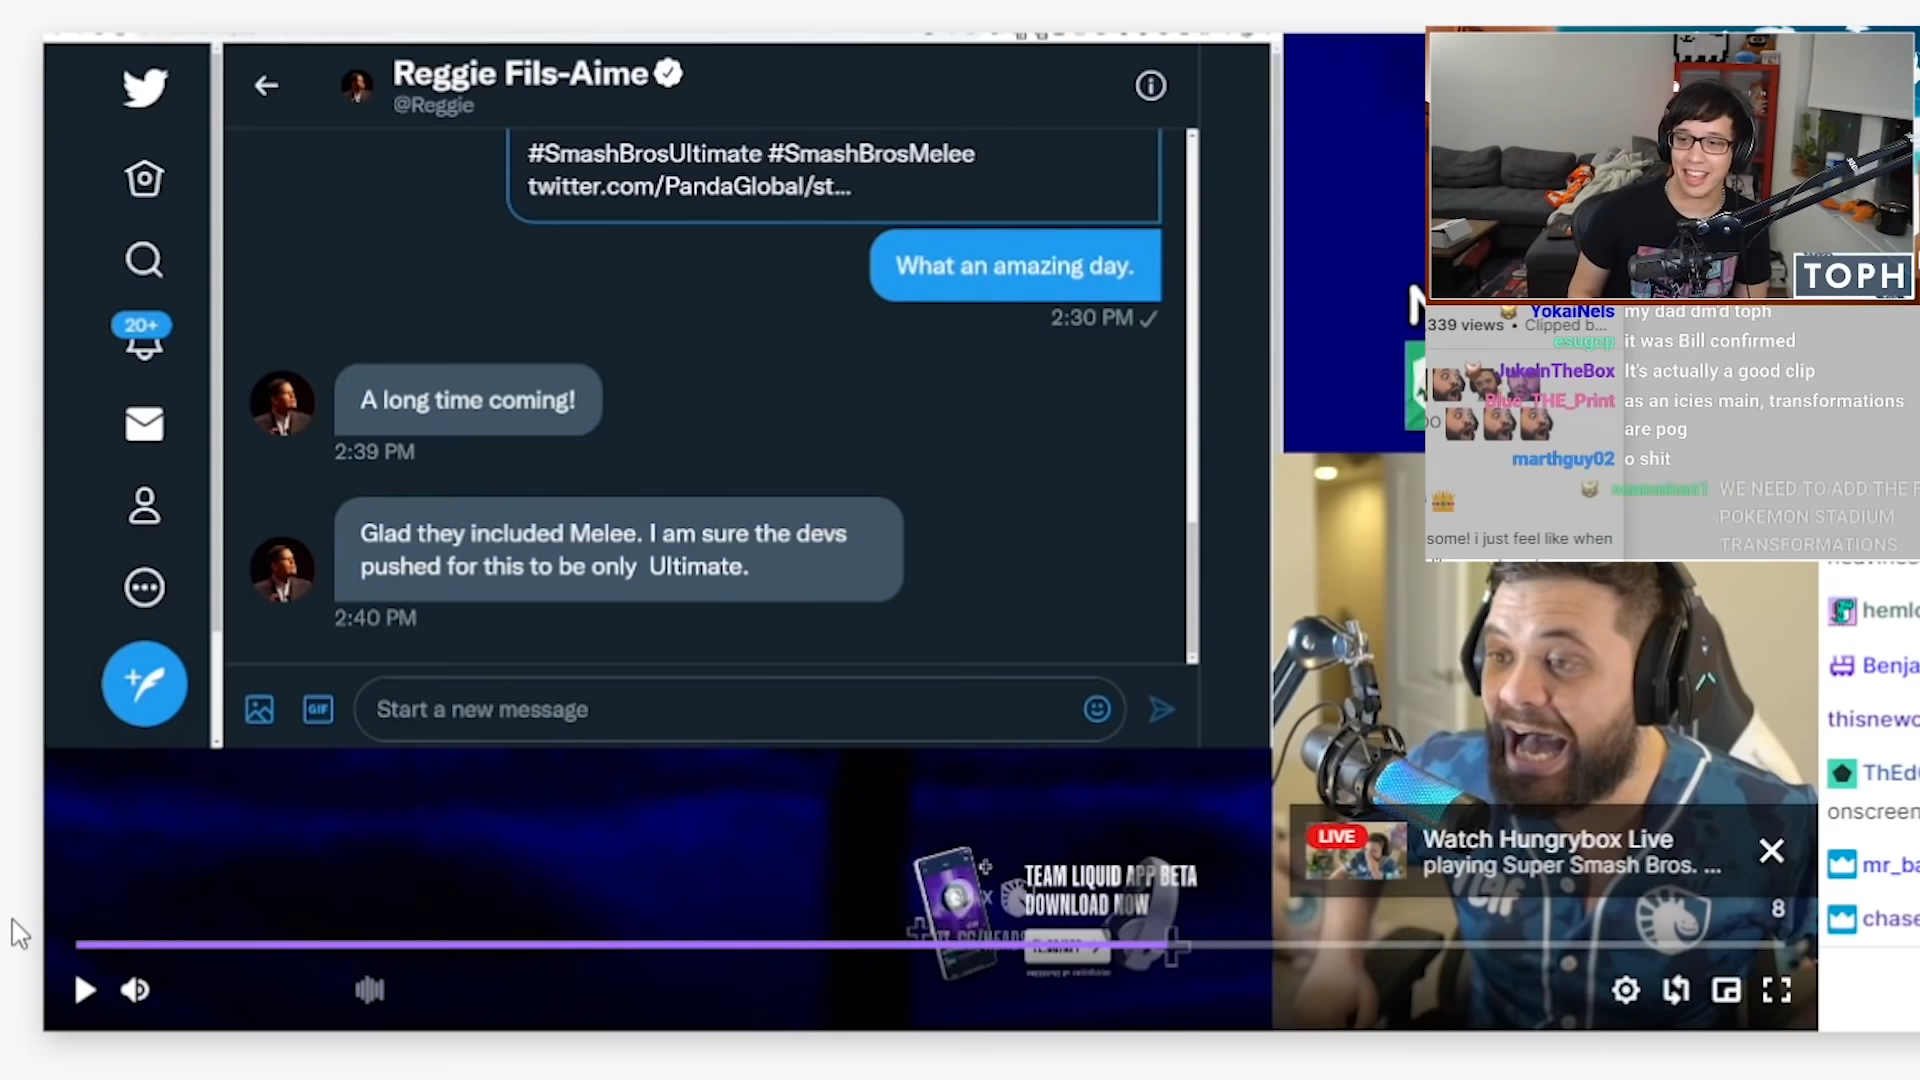 Reggie Fils-Aime
@Reggie
#SmashBrosUltimate #SmashBrosMelee
twitter.com/PandaGlobal/st...
What an amazing day.
2:30 PM
20+
A long time coming!
2:39 PM
Glad they included Melee. I am sure the devs
pushed for this to be only Ultimate.
2:40 PM
GIF
Start a new message
TOPH
YokaiNels my dad dm'd toph
339 views • Clipped b...
esugcp it was Bill confirmed
JukeInTheBox It's actually a good clip
Blue_THE_Print as an icies main, transformations
are pog
marthguy02 o shit
WE NEED TO ADD THE
POKEMON STADIUM
TRANSFORMATIONS
some! i just feel like when
hemlo
Benja
thisnewo
ThEd
onscreen
mr_ba
chase
LIVE
Watch Hungrybox Live
playing Super Smash Bros. ...
8
TEAM LIQUID APP BETA
DOWNLOAD NOW